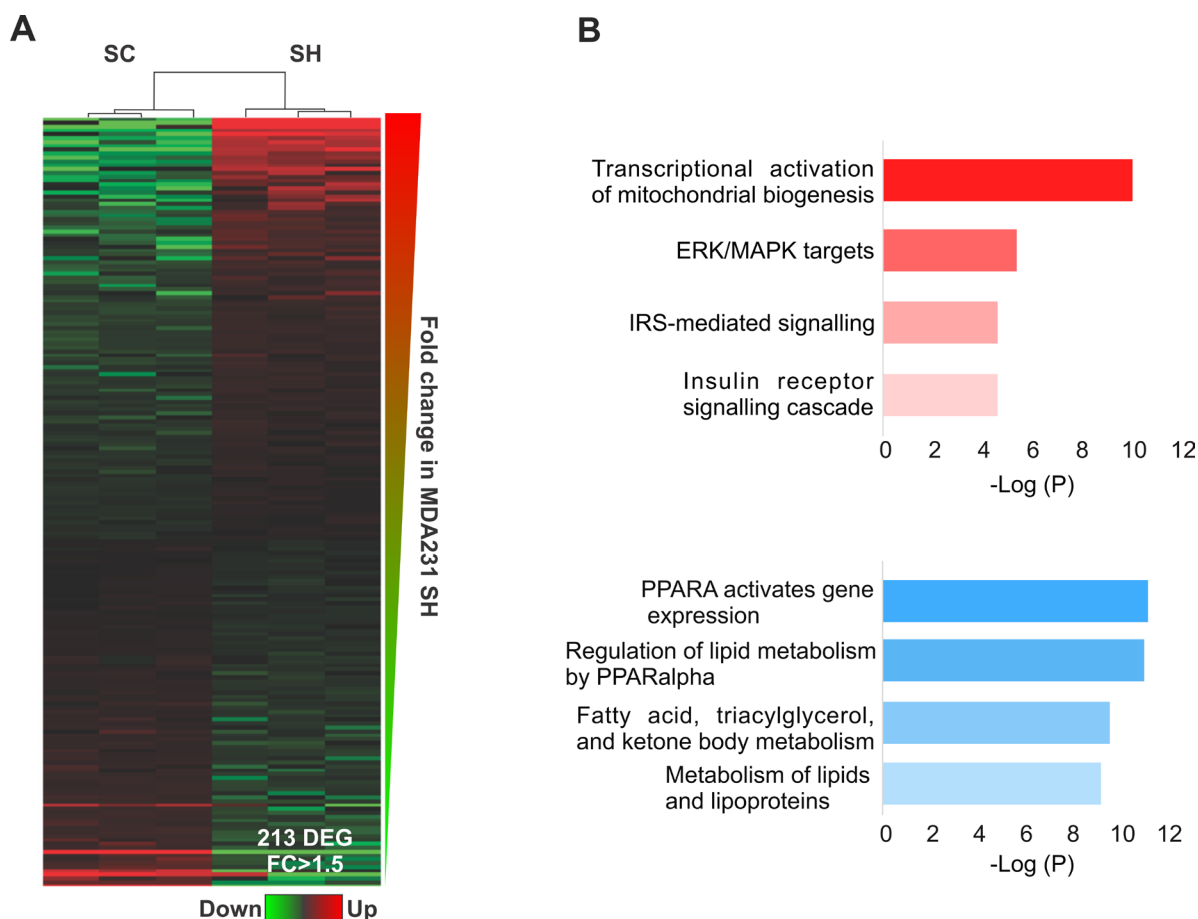 A
SC
SH
Fold change in MDA231 SH
213 DEG
FC>1.5
Down
Up
B
Transcriptional activation
of mitochondrial biogenesis
ERK/MAPK targets
IRS-mediated signalling
Insulin receptor
signalling cascade
0 2 4 6 8 10 12
-Log (P)
PPARA activates gene
expression
Regulation of lipid metabolism
by PPARalpha
Fatty acid, triacylglycerol,
and ketone body metabolism
Metabolism of lipids
and lipoproteins
0 2 4 6 8 10 12
-Log (P)